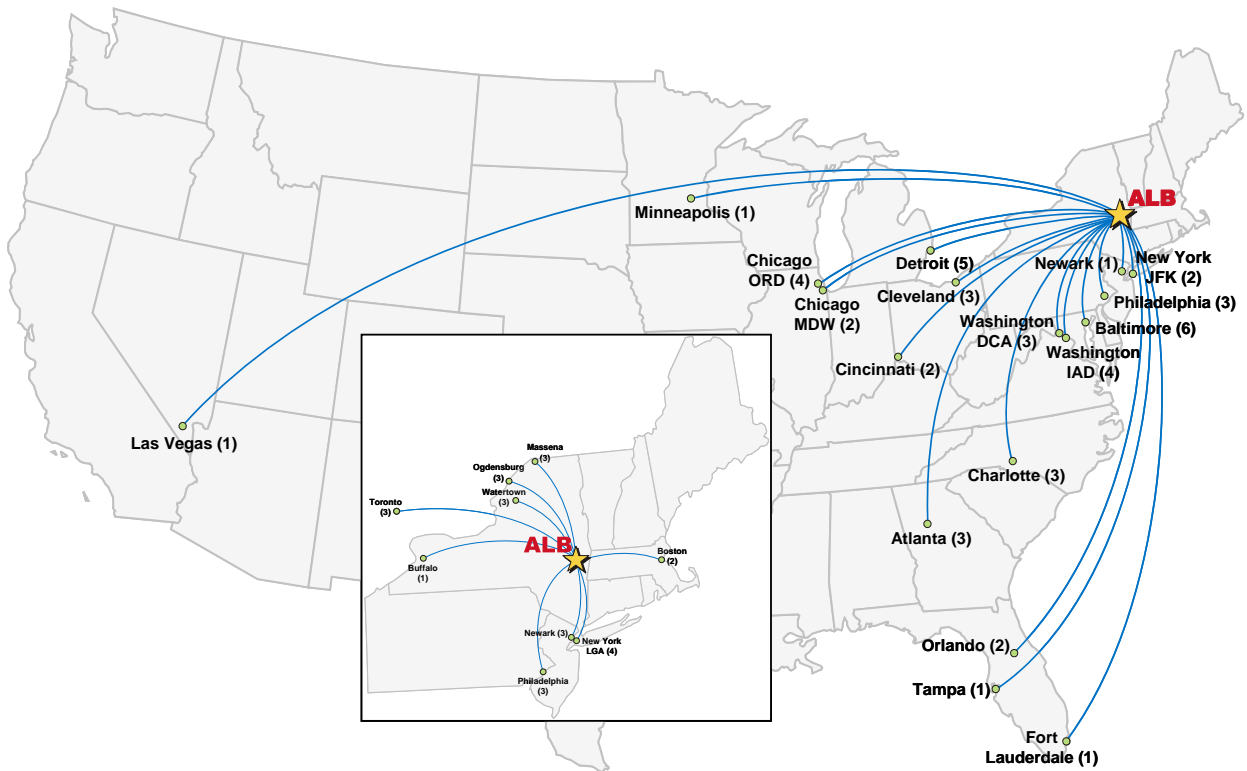 ALB
Minneapolis (1)
Chicago
ORD (4)
Chicago
MDW (2)
Detroit (5)
Cleveland (3)
Newark (1)
New York
JFK (2)
Philadelphia (3)
Baltimore (6)
Washington
DCA (3)
Washington
IAD (4)
Cincinnati (2)
Las Vegas (1)
Charlotte (3)
Atlanta (3)
Orlando (2)
Tampa (1)
Fort
Lauderdale (1)
Massena
(3)
Ogdensburg
(3)
Watertown
(3)
Toronto
(3)
ALB
Boston
(2)
Buffalo
(1)
Newark (3)
New York
LGA (4)
Philadelphia
(3)